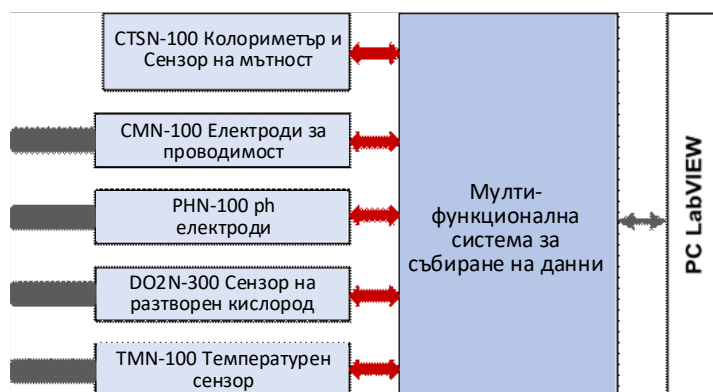 CTSN-100 Колориметър и
Сензор на мътност
CMN-100 Електроди за
проводимост
PHN-100 ph
електроди
DO2N-300 Сензор на
разтворен кислород
TMN-100 Температурен
сензор
Мулти-
функционална
система за
събиране на данни
PC LabVIEW